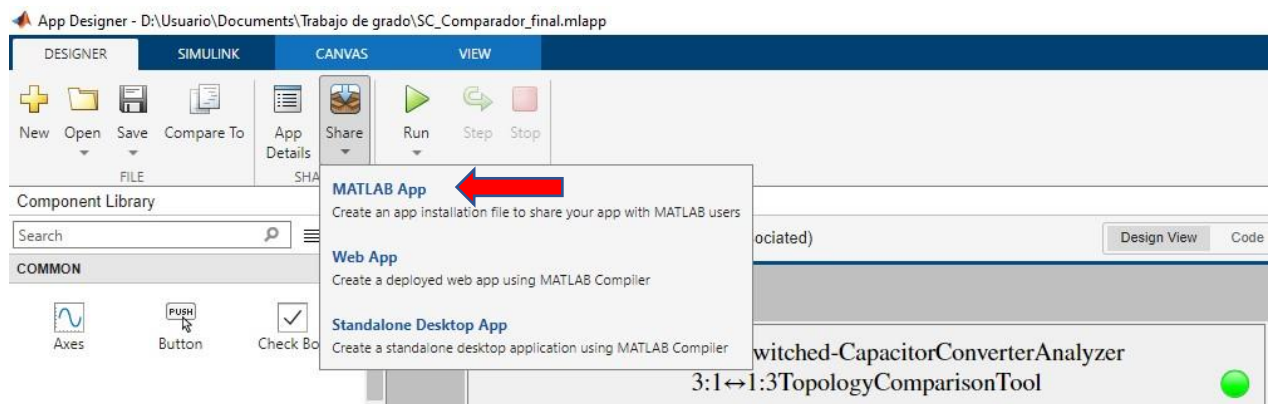 App Designer - D:\Usuario\Documents\Trabajo de grado\SC_Comparador_final.mlapp
DESIGNER SIMULINK CANVAS VIEW
New Open Save Compare To App Details Share Run Step Stop
FILE SHA
Component Library
MATLAB App
Create an app installation file to share your app with MATLAB users
Search
ociated) Design View Code
Web App
Create a deployed web app using MATLAB Compiler
COMMON
PUSH
Standalone Desktop App
Create a standalone desktop application using MATLAB Compiler
Axes Button Check Bo
witched-CapacitorConverterAnalyzer
3:1↔1:3TopologyComparisonTool